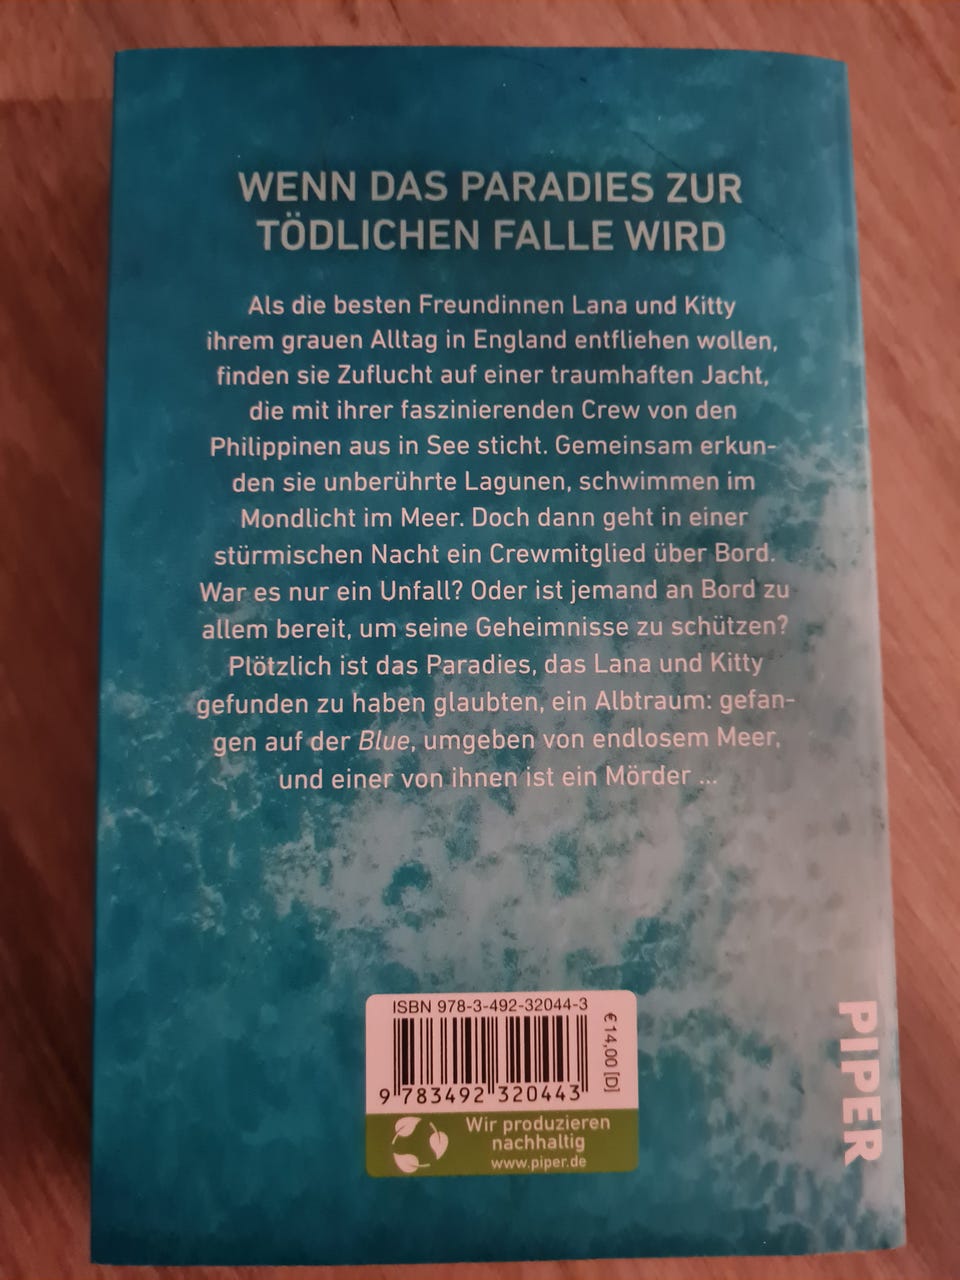 WENN DAS PARADIES ZUR
TÖDLICHEN FALLE WIRD
Als die besten Freundinnen Lana und Kitty
ihrem grauen Alltag in England entfliehen wollen,
finden sie Zuflucht auf einer traumhaften Jacht,
die mit ihrer faszinierenden Crew von den
Philippinen aus in See sticht. Gemeinsam erkun-
den sie unberührte Lagunen, schwimmen im
Mondlicht im Meer. Doch dann geht in einer
stürmischen Nacht ein Crewmitglied über Bord.
War es nur ein Unfall? Oder ist jemand an Bord zu
allem bereit, um seine Geheimnisse zu schützen?
Plötzlich ist das Paradies, das Lana und Kitty
gefunden zu haben glaubten, ein Albtraum: gefan-
gen auf der Blue, umgeben von endlosem Meer,
und einer von ihnen ist ein Mörder ...
ISBN 978-3-492-32044-3
€ 14,00 [D]
9 783492 320443
Wir produzieren
nachhaltig
www.piper.de
PIPER